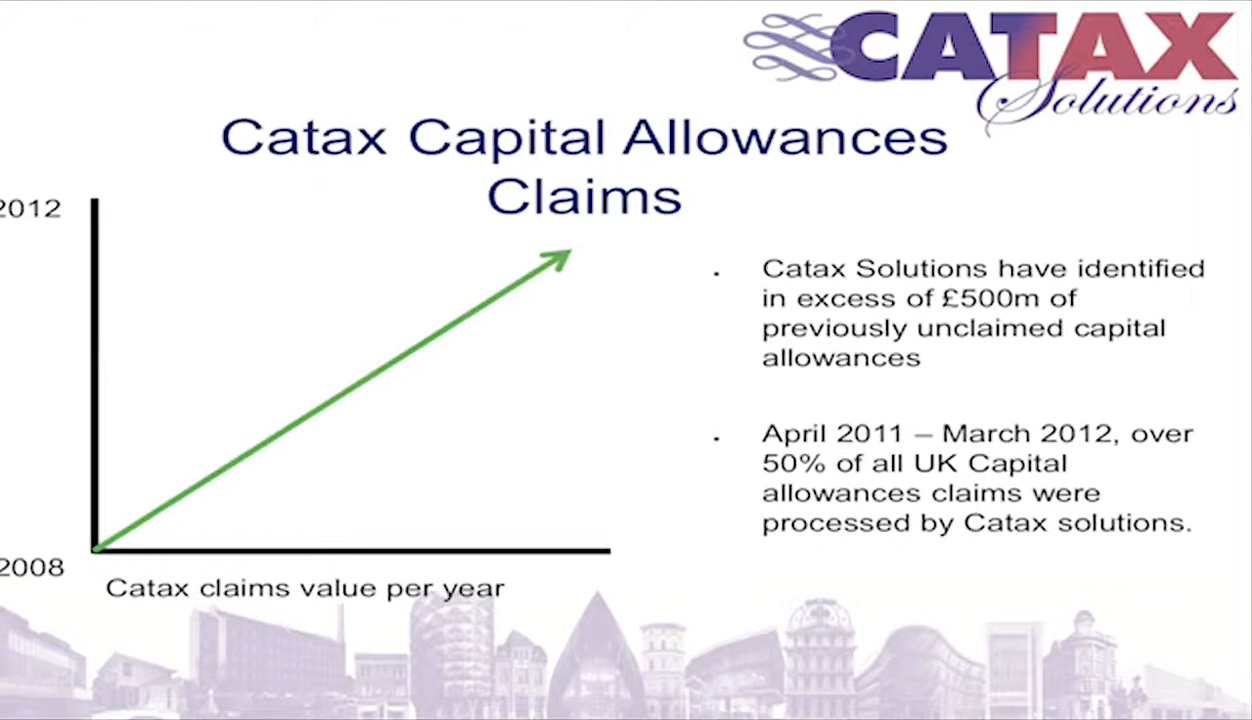 CATAX
Solutions
Catax Capital Allowances
Claims
2012
. Catax Solutions have identified
in excess of £500m of
previously unclaimed capital
allowances
. April 2011 – March 2012, over
50% of all UK Capital
allowances claims were
processed by Catax solutions.
2008
Catax claims value per year